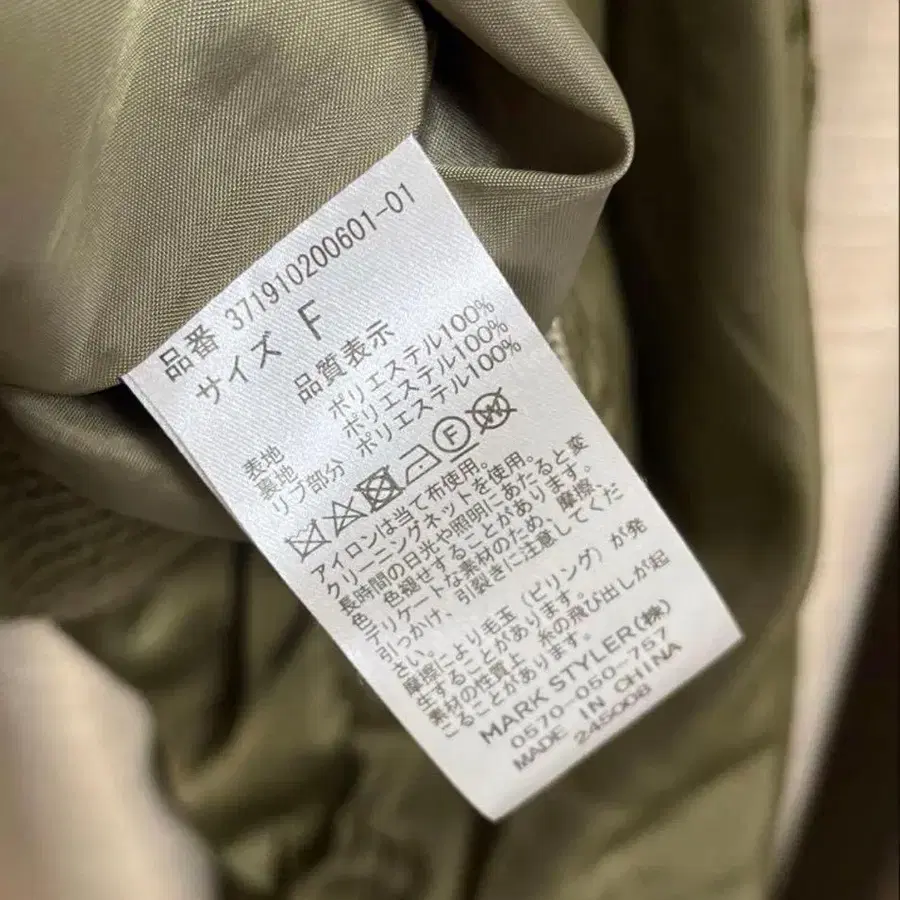 品番 371910200601-01
サイズ F
品質表示
表地 ポリエステル100%
裏地 ポリエステル100%
リブ部分 ポリエステル100%
F W
アイロンは当て布使用。
クリーニングネットを使用。
長時間の日光や照明にあたると変
色、色褪せすることがあります。
デリケートな素材のため、摩擦、
引っかけ、引裂きに注意してくだ
さい。
摩擦により毛玉(ピリング)が発
生することがあります。
素材の性質上、糸の飛び出しが起
こることがあります。
MARK STYLER(株)
0570-050-757
MADE IN CHINA
245008